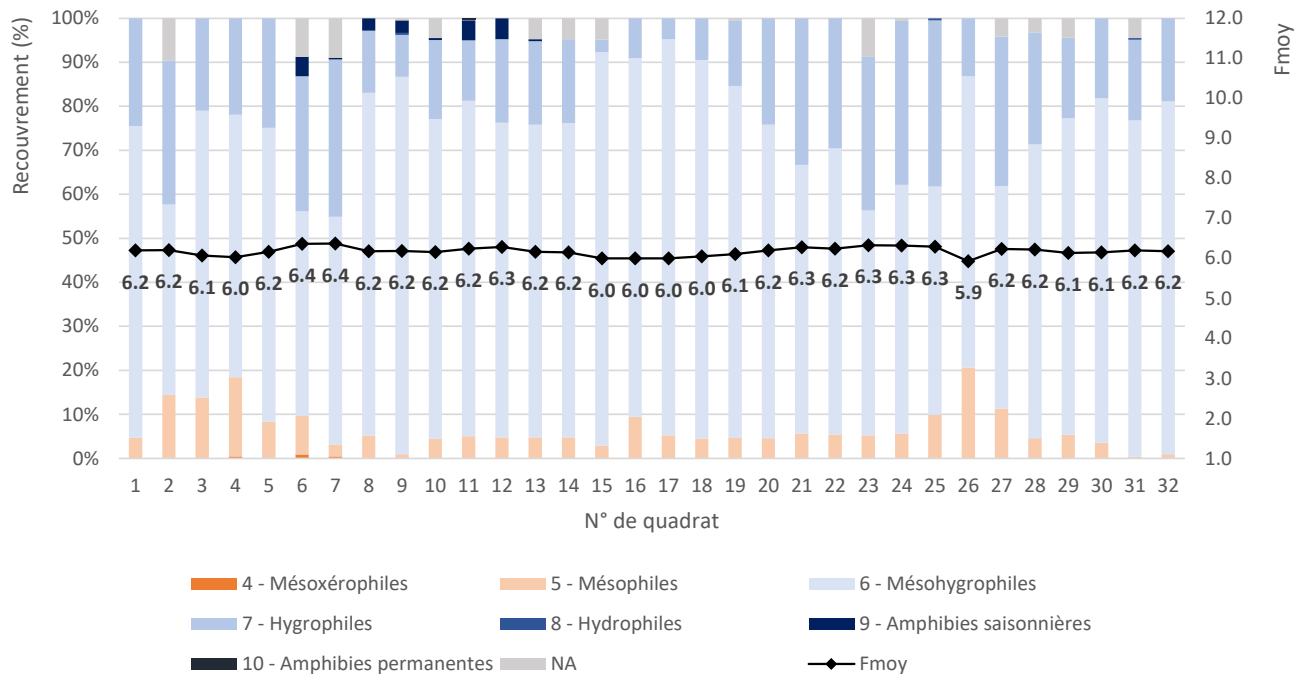 Recouvrement (%)
100%
90%
80%
70%
60%
50%
40%
30%
20%
10%
0%
12.0
11.0
10.0
9.0
8.0
7.0
6.0
5.0
4.0
3.0
2.0
1.0
Fmoy
6.2 6.2 6.1 6.0 6.2 6.4 6.4 6.2 6.2 6.2 6.2 6.3 6.2 6.2 6.0 6.0 6.0 6.0 6.1 6.2 6.3 6.2 6.3 6.3 6.3 5.9 6.2 6.2 6.1 6.1 6.2 6.2
1 2 3 4 5 6 7 8 9 10 11 12 13 14 15 16 17 18 19 20 21 22 23 24 25 26 27 28 29 30 31 32
N° de quadrat
4 - Mésoxérophiles 5 - Mésophiles 6 - Mésohygrophiles
7 - Hygrophiles 8 - Hydrophiles 9 - Amphibies saisonnières
10 - Amphibies permanentes NA Fmoy